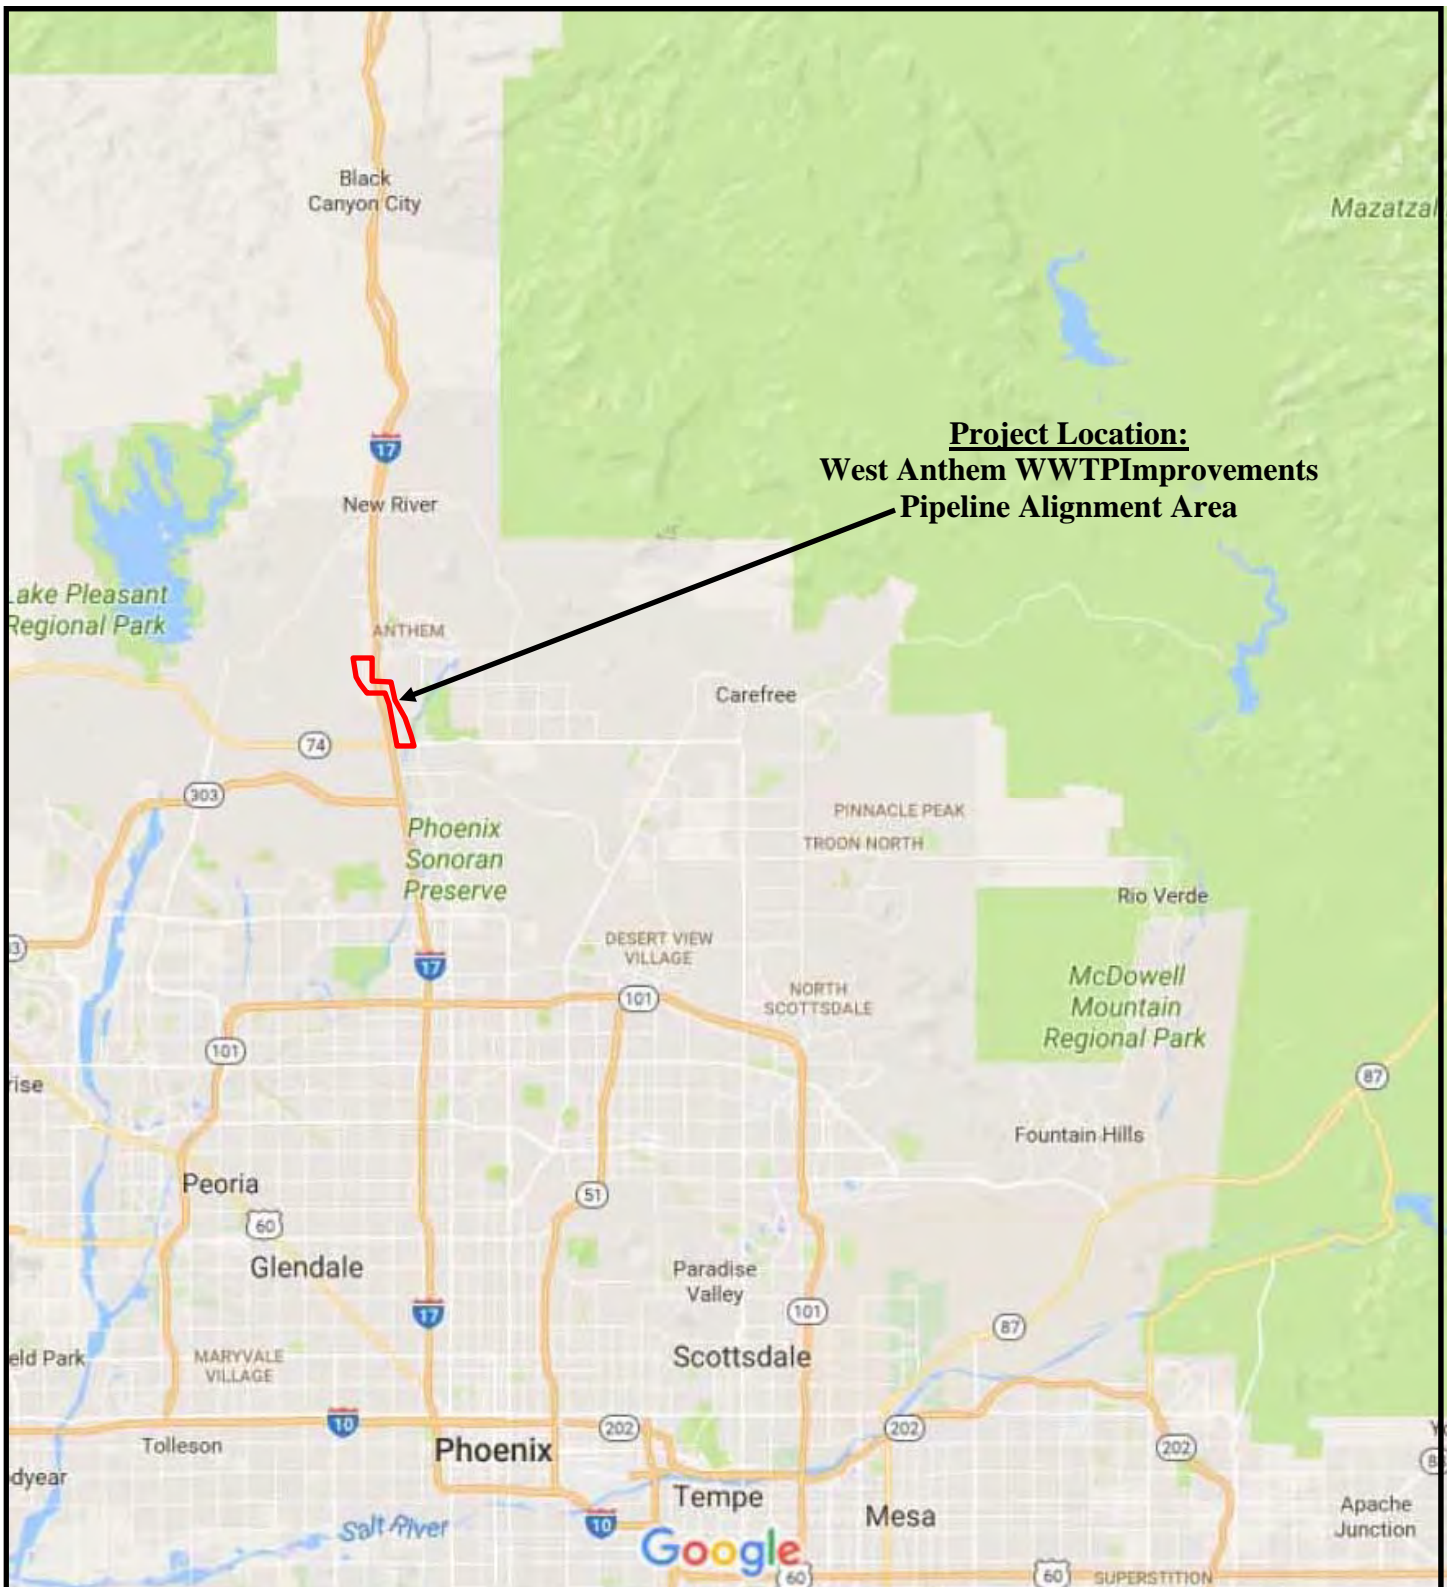 Black
Canyon City
Mazatzal
17
Project Location:
West Anthem WWTPImprovements
Pipeline Alignment Area
New River
Lake Pleasant
Regional Park
ANTHEM
Carefree
74
303
PINNACLE PEAK
TROON NORTH
Phoenix
Sonoran
Preserve
Rio Verde
3
17
DESERT VIEW
VILLAGE
McDowell
Mountain
Regional Park
101
NORTH
SCOTTSDALE
101
87
rise
Fountain Hills
Peoria
51
60
Glendale
Paradise
Valley
17
101
87
eld Park
MARYVALE
VILLAGE
Scottsdale
10
202
202
202
Tolleson
Phoenix
dyear
Tempe
Mesa
Apache
Junction
Salt River
10
Google
60
60
SUPERSTITION